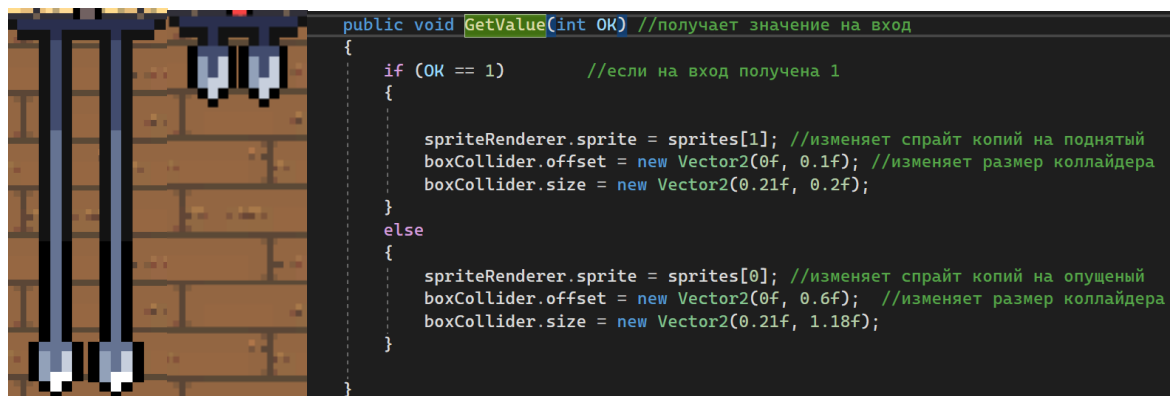 public void GetValue(int OK) //получает значение на вход
{
if (OK == 1) //если на вход получена 1
{
spriteRenderer.sprite = sprites[1]; //изменяет спрайт копий на поднятый
boxCollider.offset = new Vector2(0f, 0.1f); //изменяет размер коллайдера
boxCollider.size = new Vector2(0.21f, 0.2f);
}
else
{
spriteRenderer.sprite = sprites[0]; //изменяет спрайт копий на опущеный
boxCollider.offset = new Vector2(0f, 0.6f); //изменяет размер коллайдера
boxCollider.size = new Vector2(0.21f, 1.18f);
}
}